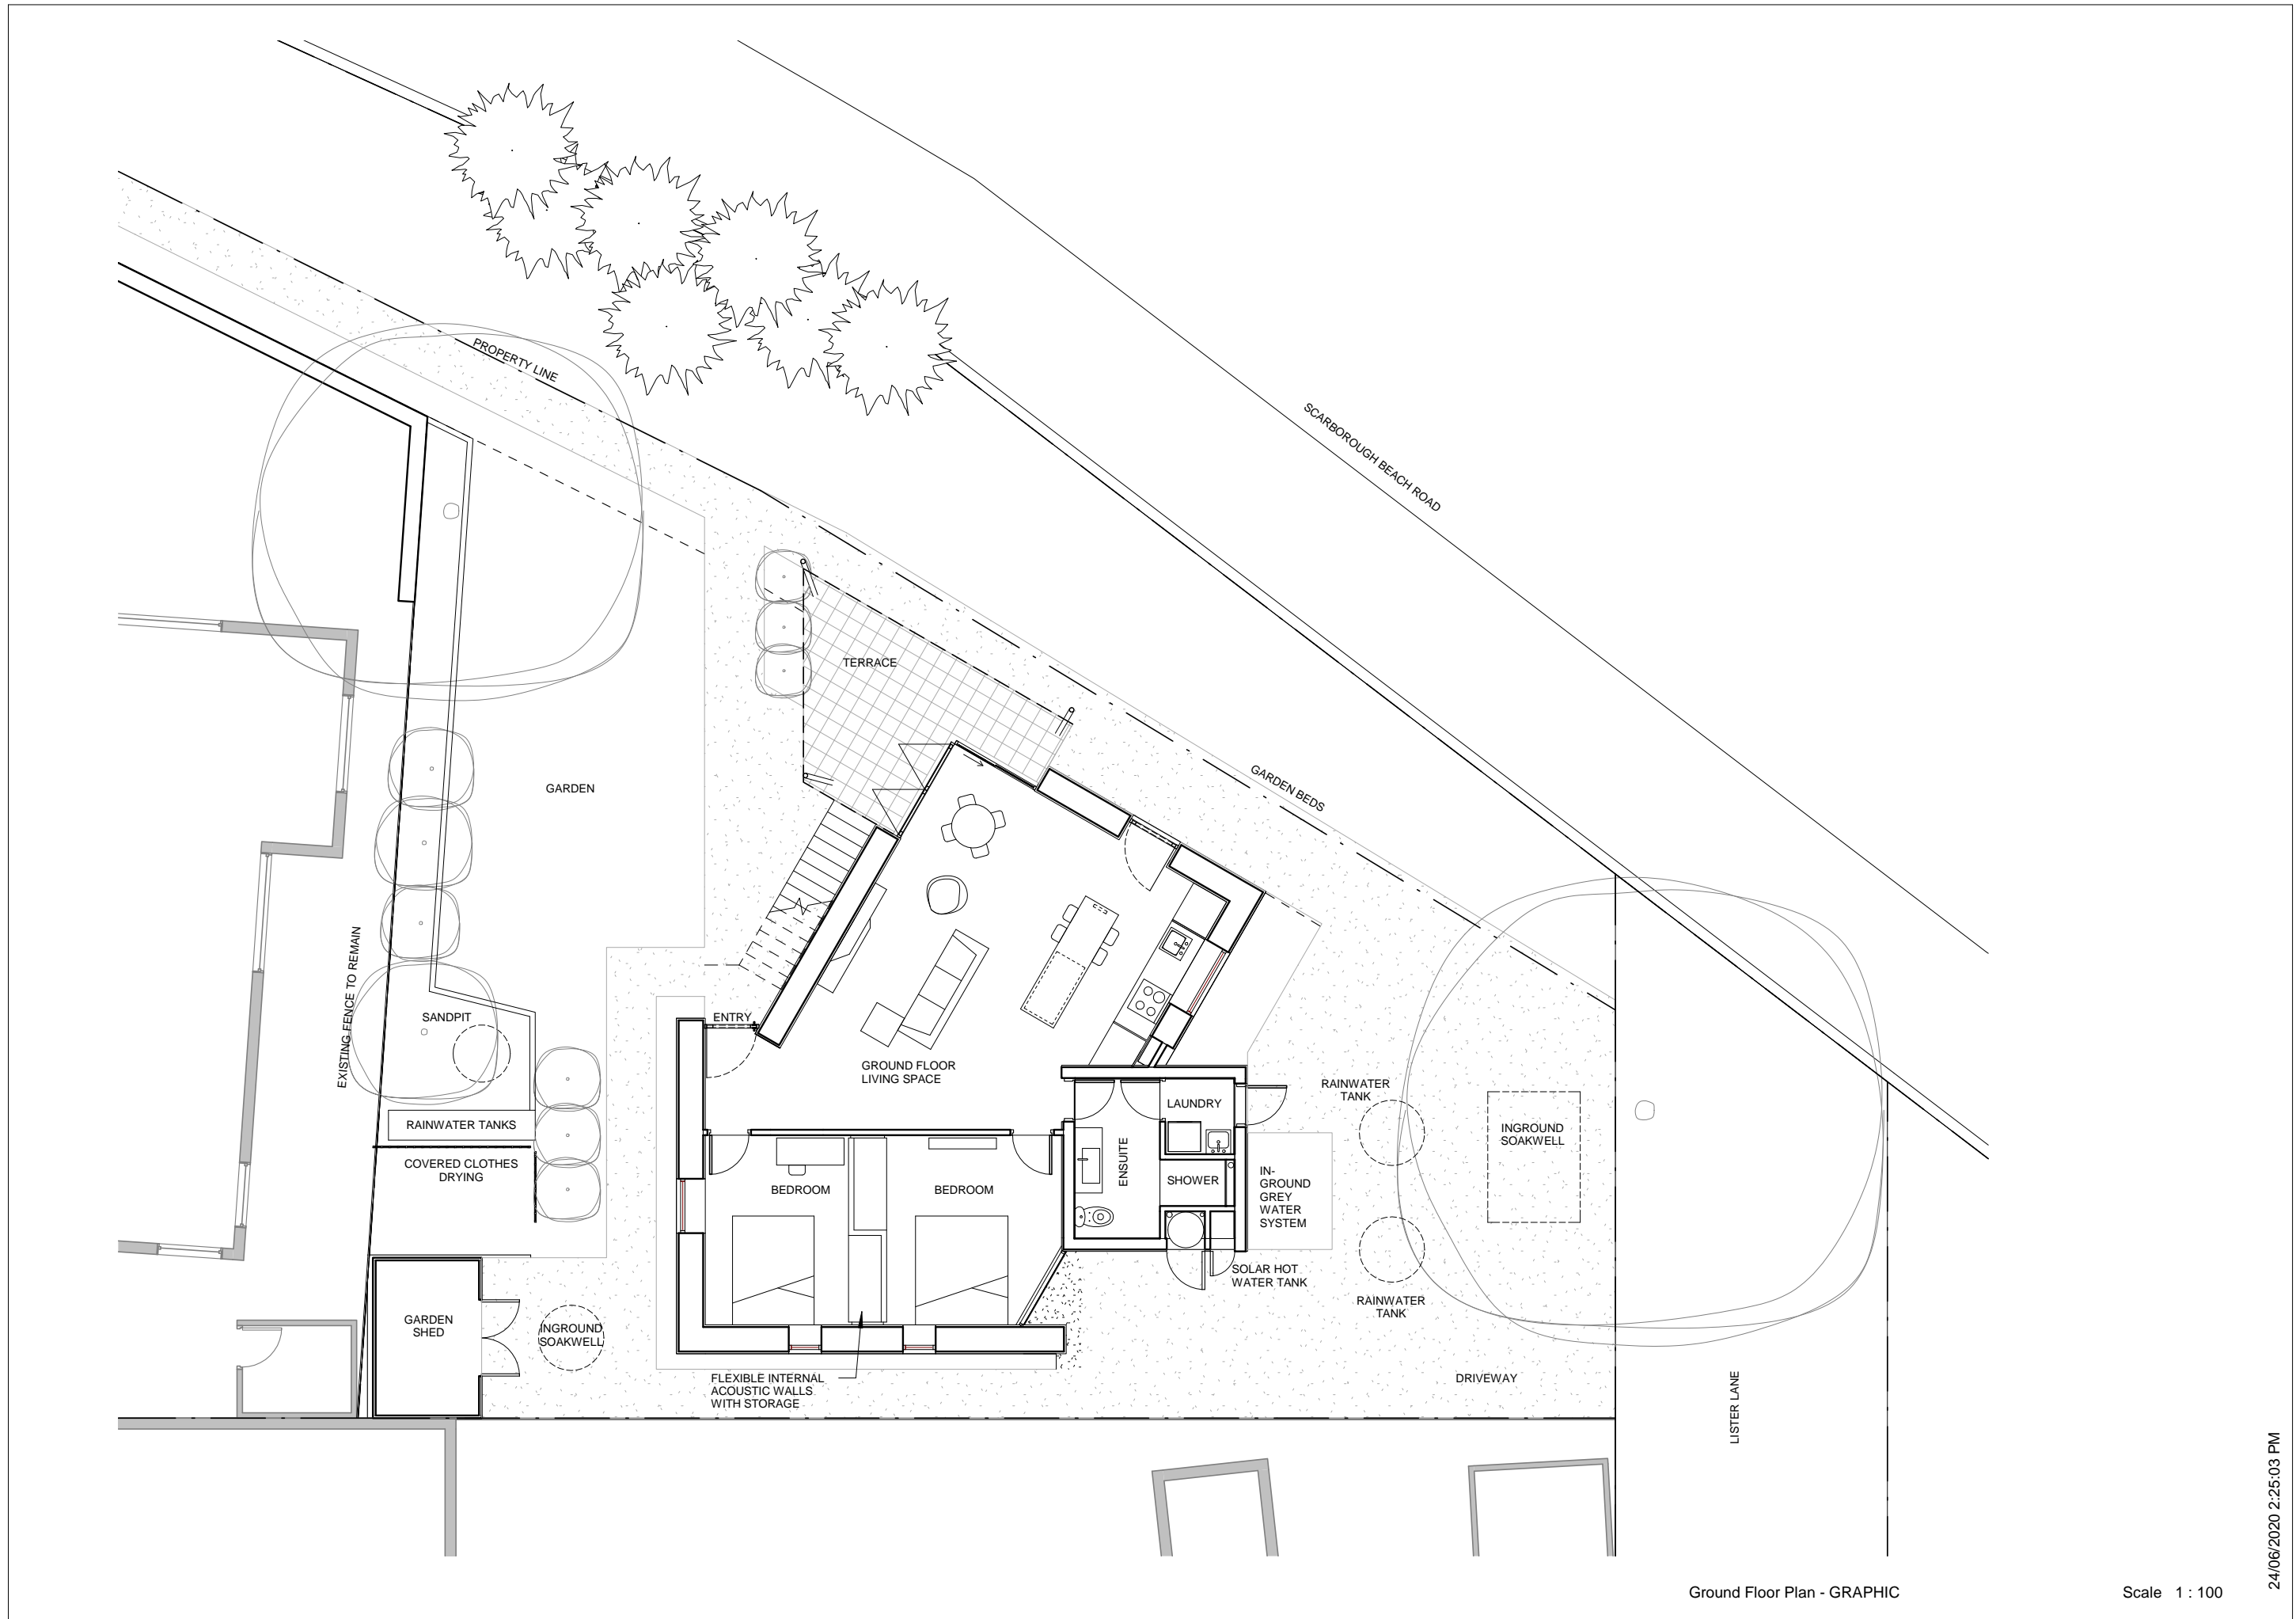 PROPERTY LINE
SCARBOROUGH BEACH ROAD
TERRACE
GARDEN
GARDEN BEDS
EXISTING FENCE TO REMAIN
SANDPIT
ENTRY
GROUND FLOOR
LIVING SPACE
RAINWATER TANKS
COVERED CLOTHES
DRYING
BEDROOM
BEDROOM
ENSUITE
LAUNDRY
SHOWER
IN-
GROUND
GREY
WATER
SYSTEM
RAINWATER
TANK
INGROUND
SOAKWELL
SOLAR HOT
WATER TANK
RAINWATER
TANK
GARDEN
SHED
INGROUND
SOAKWELL
FLEXIBLE INTERNAL
ACOUSTIC WALLS
WITH STORAGE
DRIVEWAY
LISTER LANE
Ground Floor Plan - GRAPHIC
Scale 1 : 100
24/06/2020 2:25:03 PM